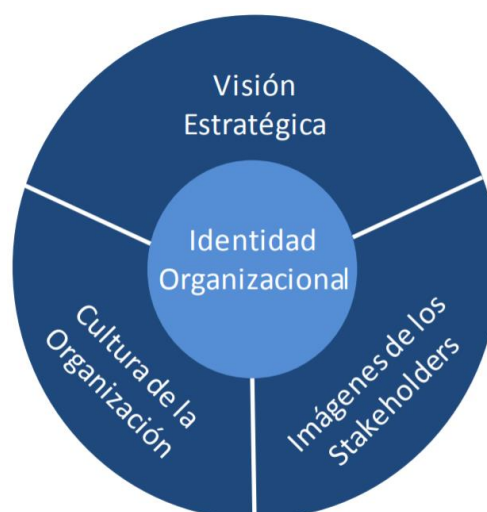 Visión
Estratégica
Identidad
Organizacional
Cultura de la
Organización
Imágenes de los
Stakeholders